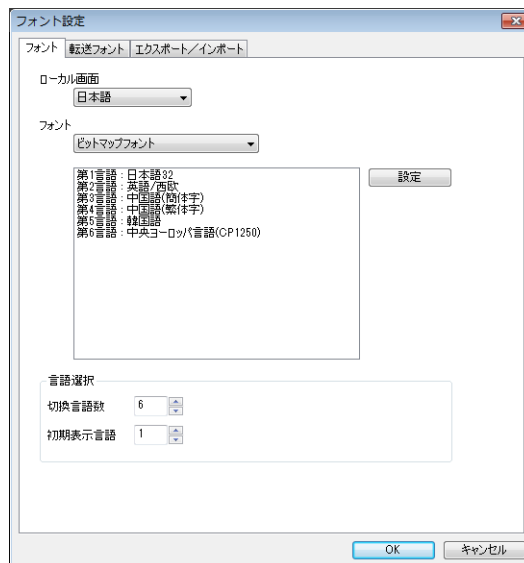 フォント設定
フォント 転送フォント エクスポート／インポート
ローカル画面
日本語
フォント
ビットマップフォント
第1言語：日本語32
第2言語：英語/西欧
第3言語：中国語(簡体字)
第4言語：中国語(繁体字)
第5言語：韓国語
第6言語：中央ヨーロッパ言語(CP1250)
設定
言語選択
切換言語数 6
初期表示言語 1
OK キャンセル